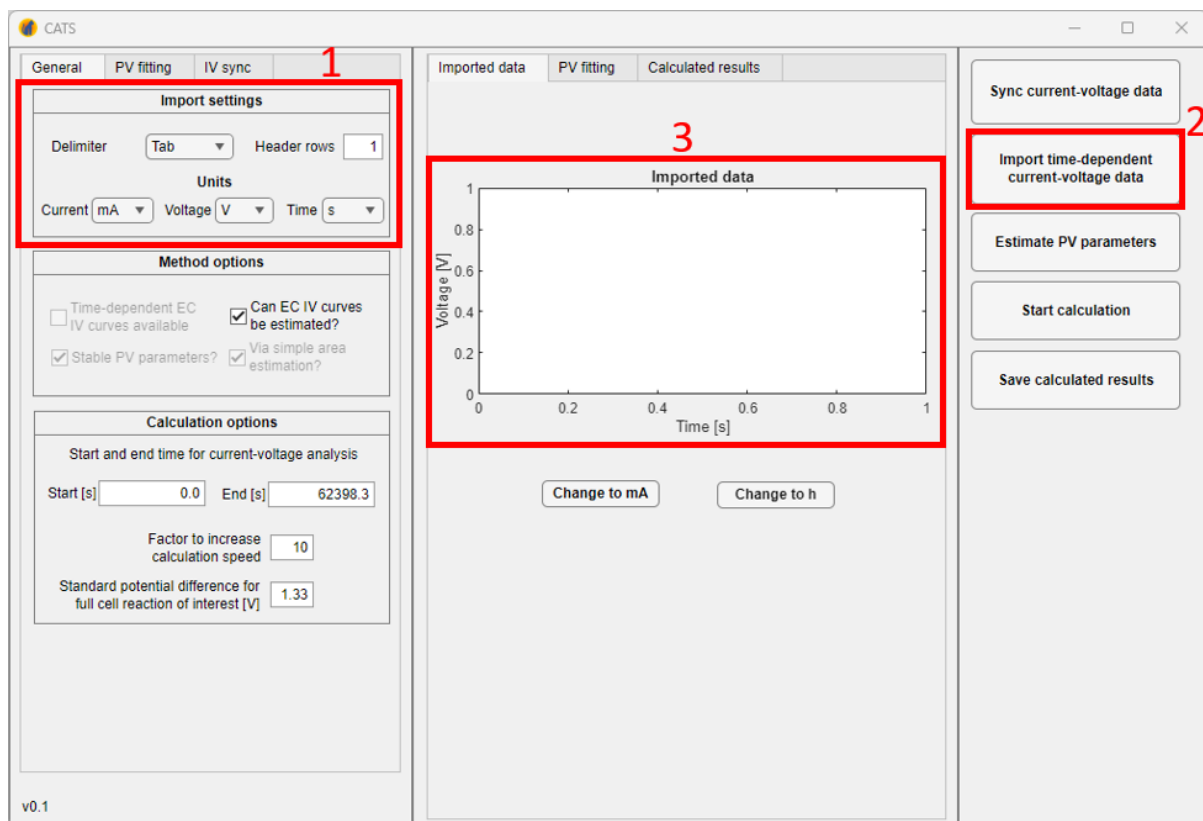 CATS
General
PV fitting
IV sync
1
Import settings
Delimiter
Tab
Header rows
1
Units
Current
mA
Voltage
V
Time
s
Method options
Time-dependent EC
IV curves available
Can EC IV curves
be estimated?
Stable PV parameters?
Via simple area
estimation?
Calculation options
Start and end time for current-voltage analysis
Start [s]
0.0
End [s]
62398.3
Factor to increase
calculation speed
10
Standard potential difference for
full cell reaction of interest [V]
1.33
v0.1
Imported data
PV fitting
Calculated results
3
Imported data
Voltage [V]
1
0.8
0.6
0.4
0.2
0
0
0.2
0.4
0.6
0.8
1
Time [s]
Change to mA
Change to h
Sync current-voltage data
2
Import time-dependent
current-voltage data
Estimate PV parameters
Start calculation
Save calculated results